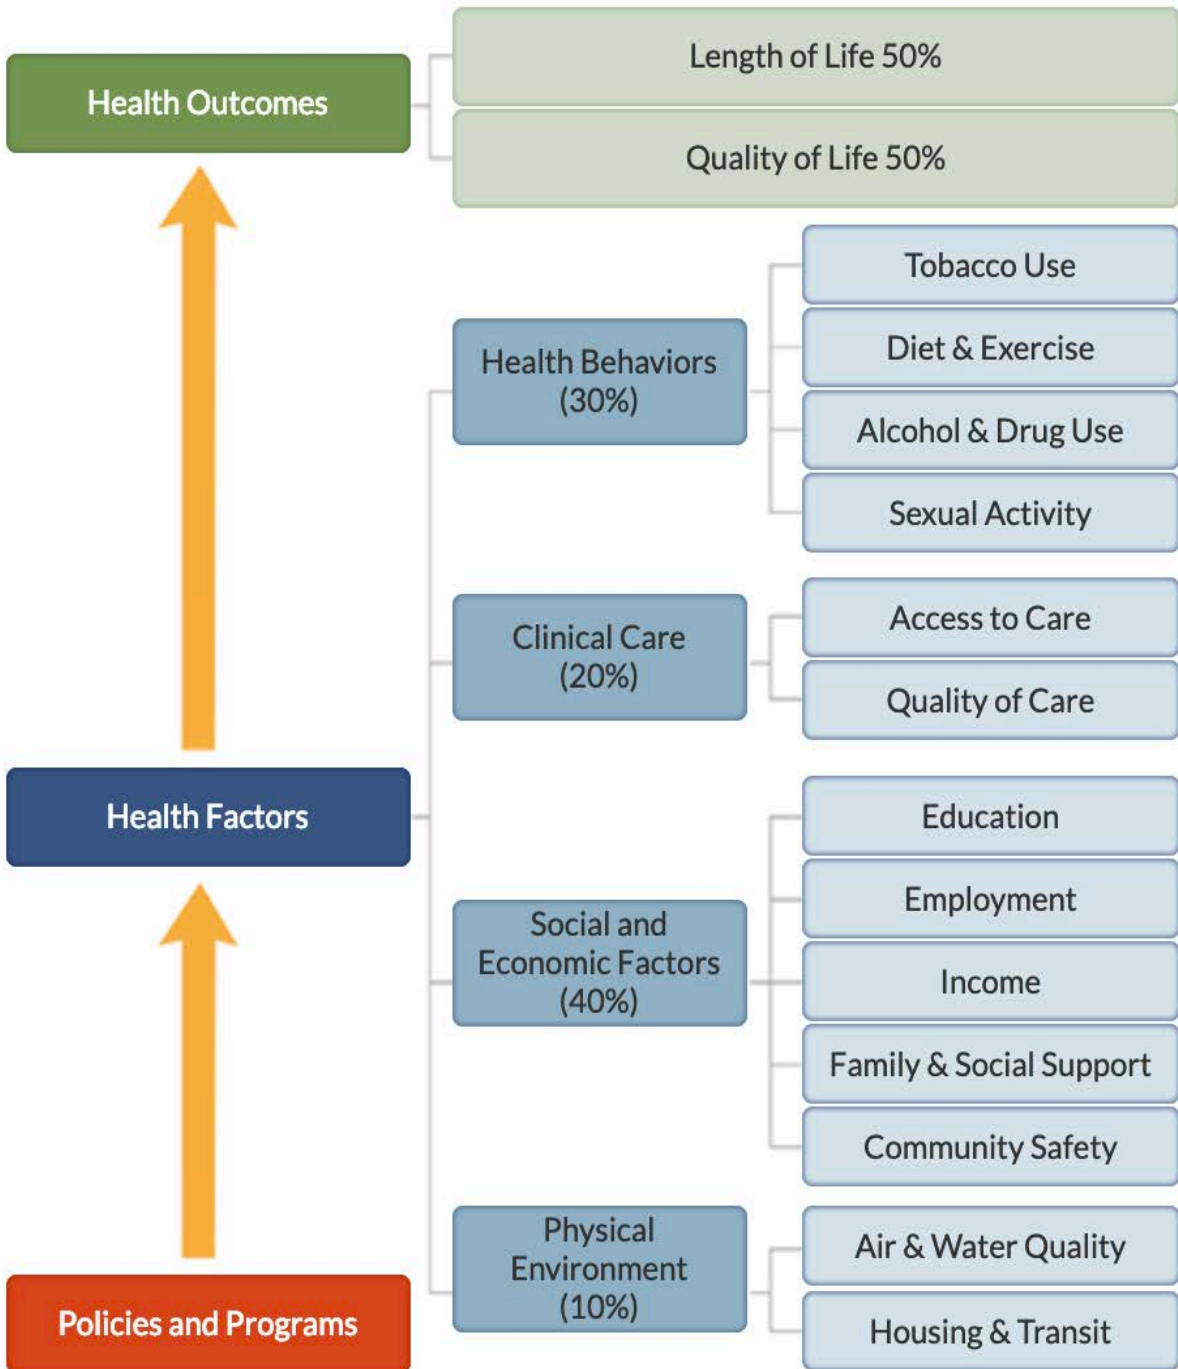 Health Outcomes
Length of Life 50%
Quality of Life 50%
Health Factors
Health Behaviors
(30%)
Tobacco Use
Diet & Exercise
Alcohol & Drug Use
Sexual Activity
Clinical Care
(20%)
Access to Care
Quality of Care
Social and
Economic Factors
(40%)
Education
Employment
Income
Family & Social Support
Community Safety
Physical
Environment
(10%)
Air & Water Quality
Housing & Transit
Policies and Programs